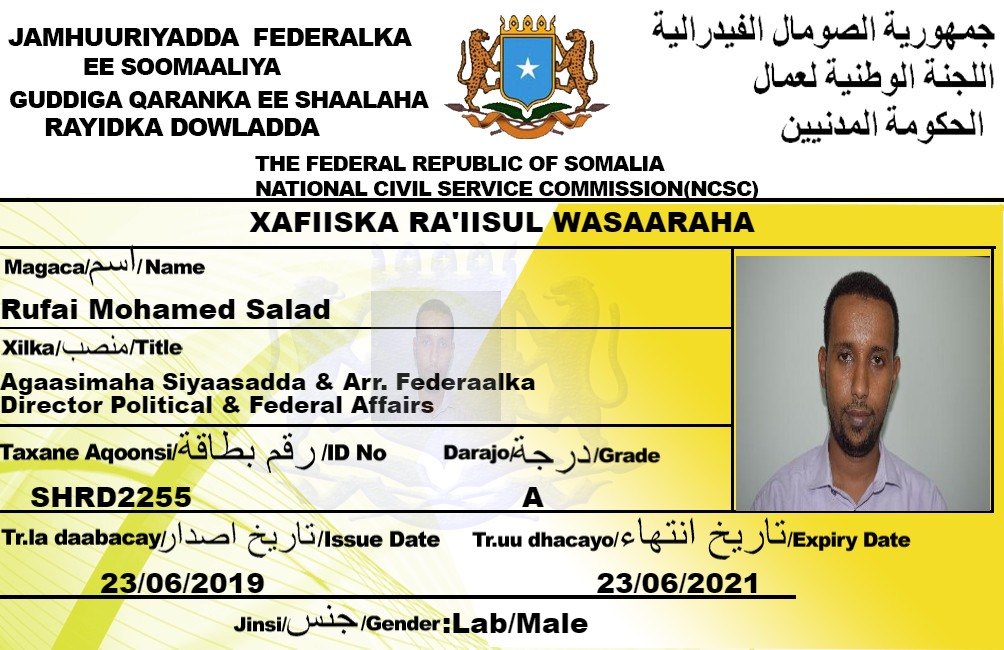 JAMHUURIYADDA FEDERALKA
EE SOOMAALIYA
GUDDIGA QARANKA EE SHAALAHA
RAYIDKA DOWLADDA
جمهورية الصومال الفيدرالية
اللجنة الوطنية لعمال
الحكومة المدنيين
THE FEDERAL REPUBLIC OF SOMALIA
NATIONAL CIVIL SERVICE COMMISSION(NCSC)
XAFIISKA RA'IISUL WASAARAHA
Magaca/اسم/Name
Rufai Mohamed Salad
Xilka/منصب/Title
Agaasimaha Siyaasadda & Arr. Federaalka
Director Political & Federal Affairs
Taxane Aqoonsi/رقم بطاقة/ID No
Darajo/درجة/Grade
SHRD2255
A
Tr.la daabacay/تاريخ اصدار/Issue Date
Tr.uu dhacayo/تاريخ انتهاء/Expiry Date
23/06/2019
23/06/2021
Jinsi/جنس/Gender:Lab/Male